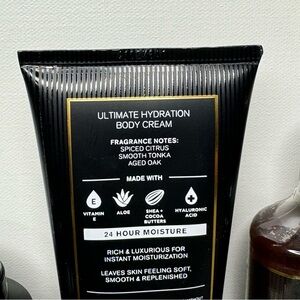 ULTIMATE HYDRATION
BODY CREAM
FRAGRANCE NOTES:
SPICED CITRUS
SMOOTH TONKA
AGED OAK
MADE WITH
E
VITAMIN
E
ALOE
SHEA +
COCOA
BUTTERS
HYALURONIC
ACID
24 HOUR MOISTURE
RICH & LUXURIOUS FOR
INSTANT MOISTURIZATION
LEAVES SKIN FEELING SOFT,
SMOOTH & REPLENISHED